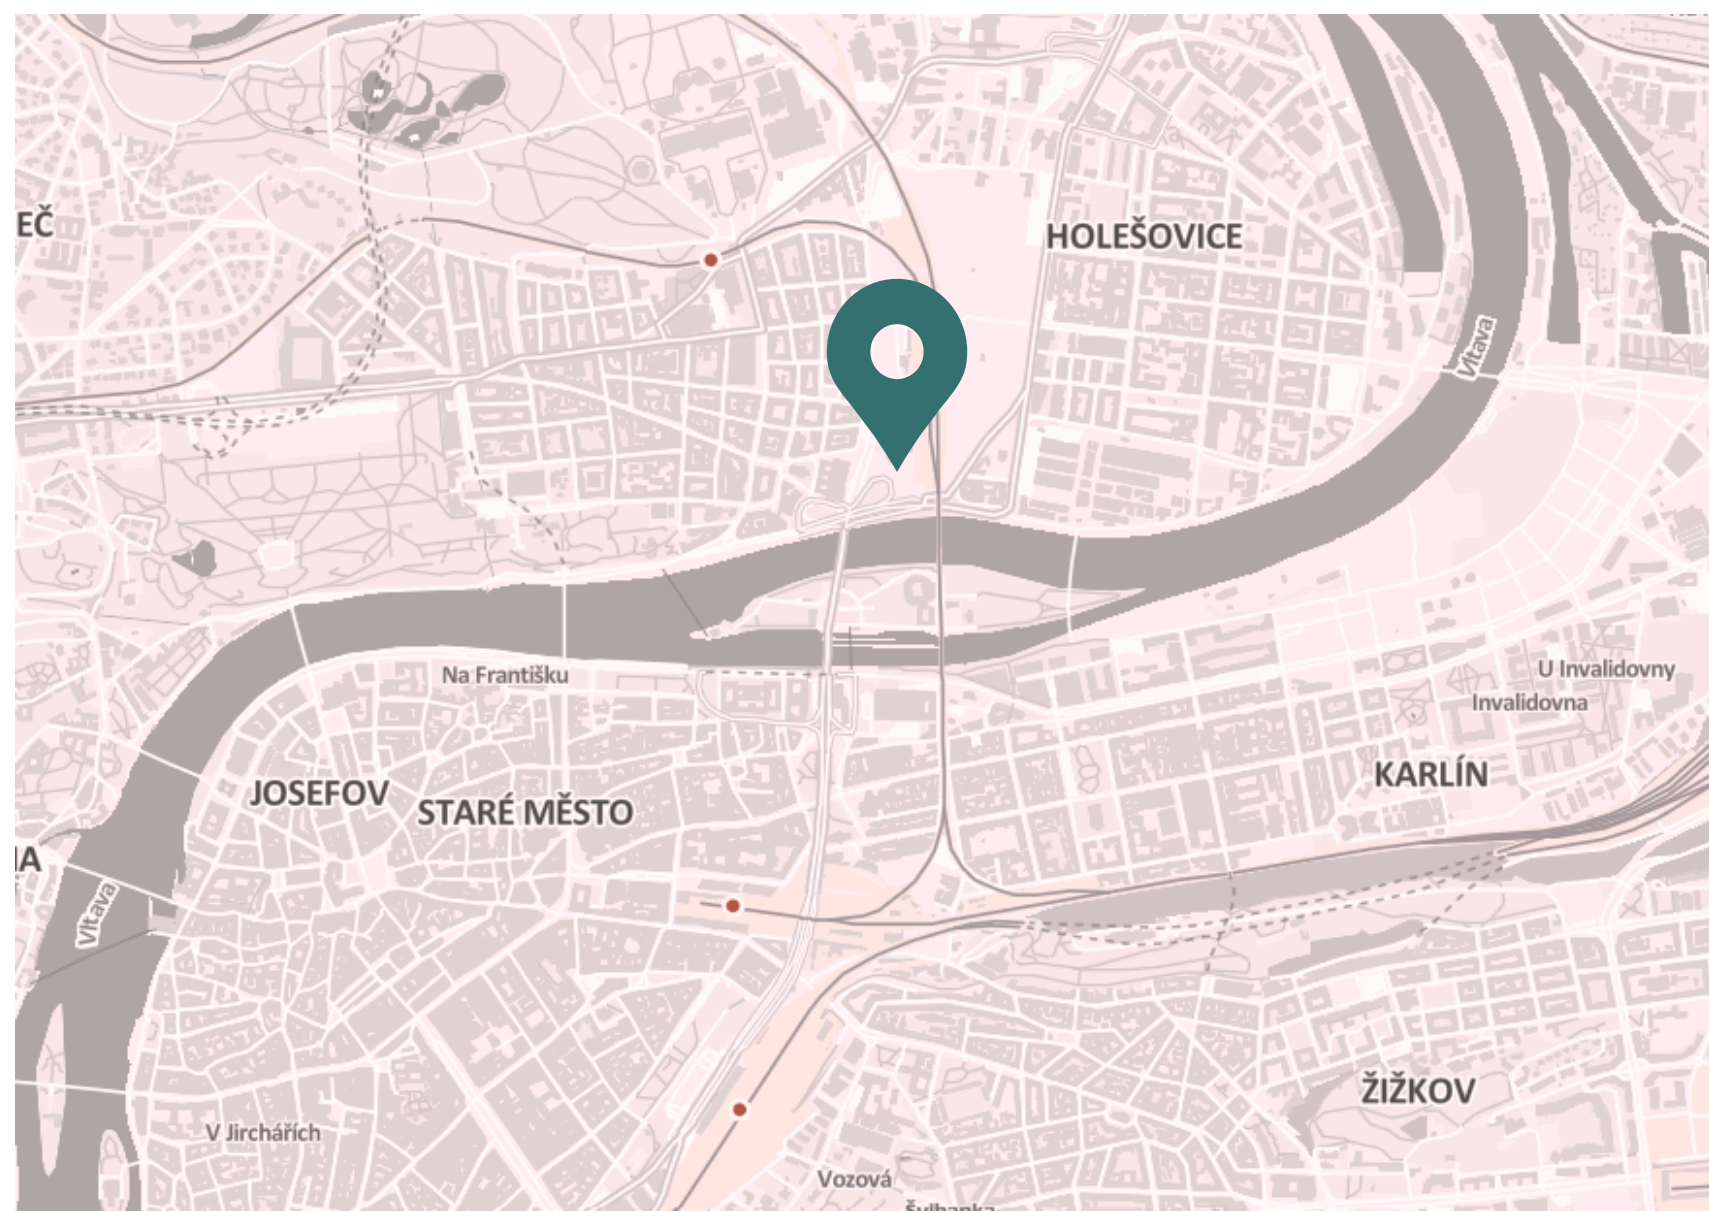 EČ
HOLEŠOVICE
Vltava
Na Františku
U Invalidovny
Invalidovna
KARLÍN
JOSEFOV
STARÉ MĚSTO
Vltava
ŽIŽKOV
V Jirchářích
Vozová